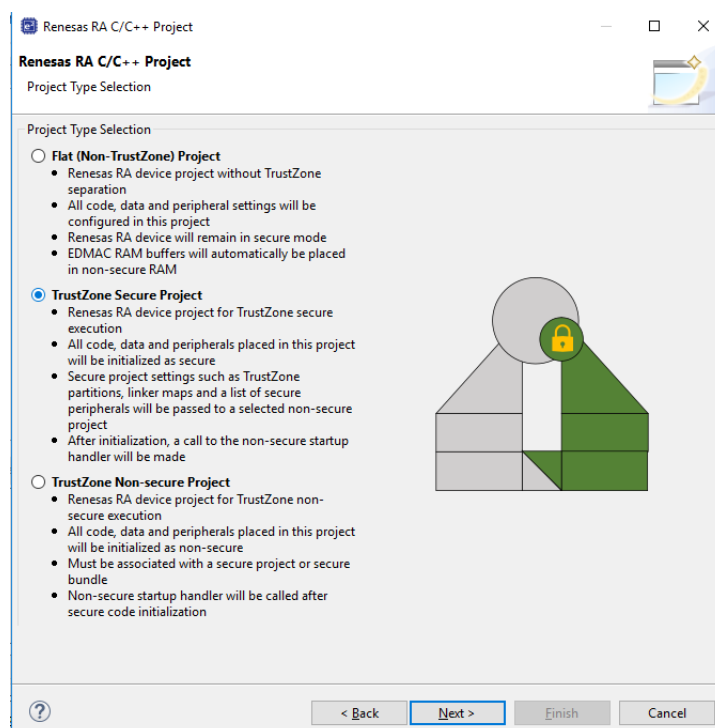 Renesas RA C/C++ Project
Renesas RA C/C++ Project
Project Type Selection
Project Type Selection
Flat (Non-TrustZone) Project
Renesas RA device project without TrustZone
separation
All code, data and peripheral settings will be
configured in this project
Renesas RA device will remain in secure mode
EDMAC RAM buffers will automatically be placed
in non-secure RAM
TrustZone Secure Project
Renesas RA device project for TrustZone secure
execution
All code, data and peripherals placed in this project
will be initialized as secure
Secure project settings such as TrustZone
partitions, linker maps and a list of secure
peripherals will be passed to a selected non-secure
project
After initialization, a call to the non-secure startup
handler will be made
TrustZone Non-secure Project
Renesas RA device project for TrustZone non-
secure execution
All code, data and peripherals placed in this project
will be initialized as non-secure
Must be associated with a secure project or secure
bundle
Non-secure startup handler will be called after
secure code initialization
? < Back Next > Finish Cancel